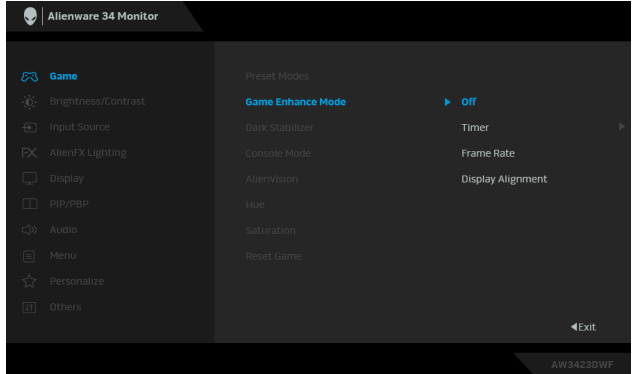 Alienware 34 Monitor
Game
Brightness/Contrast
Input Source
AlienFX Lighting
Display
PIP/PBP
Audio
Menu
Personalize
Others
Preset Modes
Game Enhance Mode
Dark Stabilizer
Console Mode
AlienVision
Hue
Saturation
Reset Game
Off
Timer
Frame Rate
Display Alignment
Exit
AW3423DWF